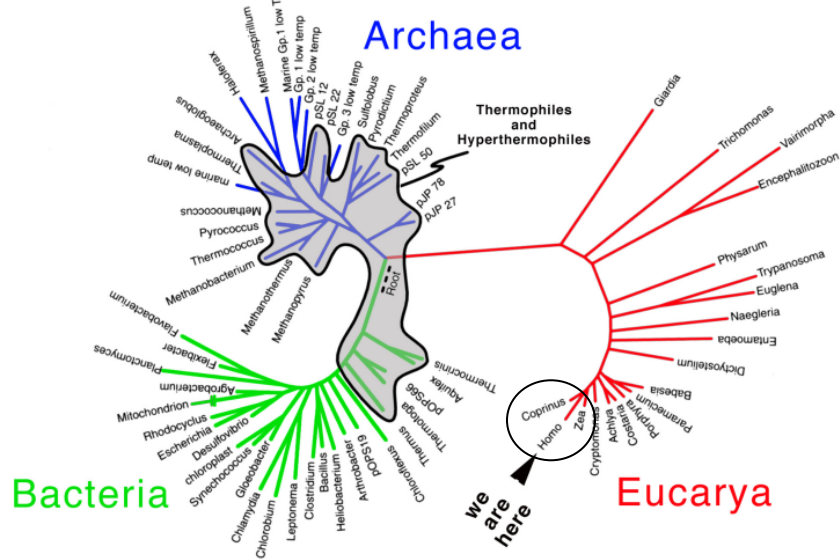 Archaea
Haloferax
Methanospirillum
Marine Gp.1 low T
Gp. 1 low temp
Gp. 2 low temp
pSL 12
pSL 22
Gp. 3 low temp
Sulfolobus
Pyrodictium
Thermoproteus
Thermofilum
pSL 50
pJP 78
pJP 27
Archaeoglobus
Thermoplasma
marine low temp
Methanococcus
Pyrococcus
Thermococcus
Methanobacterium
Methanothermus
Methanopyrus
Thermophiles
and
Hyperthermophiles
Root
Giardia
Trichomonas
Vairimorpha
Encephalitozoon
Physarum
Trypanosoma
Euglena
Naegleria
Entamoeba
Dictyostelium
Babesia
Paramecium
Porphyra
Costaria
Achlya
Cryptomonas
Zea
Homo
Coprinus
we
are
here
Eucarya
Flavobacterium
Flexibacter
Planctomyces
Agrobacterium
Mitochondrion
Rhodocyclus
Escherichia
Desulfovibrio
chloroplast
Synechococcus
Gloeobacter
Chlamydia
Chlorobium
Leptonema
Clostridium
Bacillus
Heliobacterium
Arthrobacter
pOPS19
Chloroflexus
Thermus
Thermotoga
pOPS66
Aquifex
Thermocrinis
Bacteria